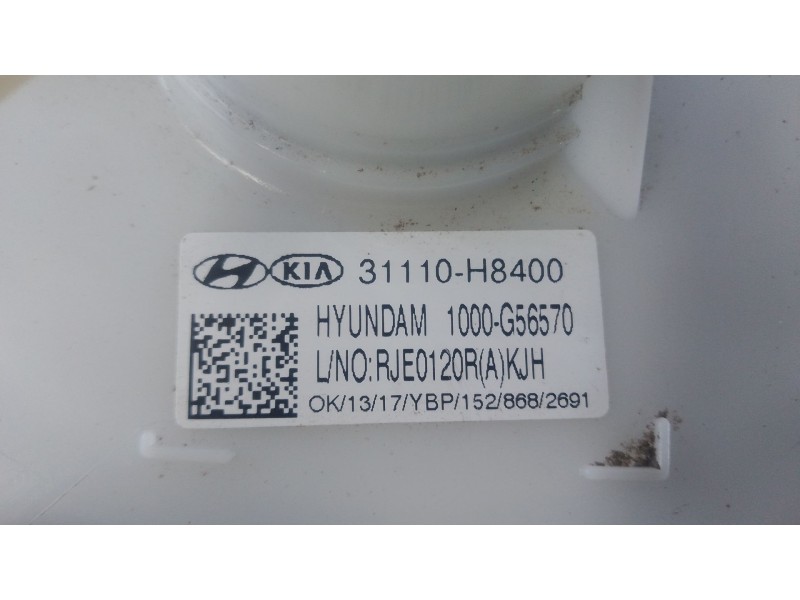 KIA 31110-H8400
HYUNDAM 1000-G56570
L/NO:RJE0120R(A)KJH
OK/13/17/YBP/152/868/2691